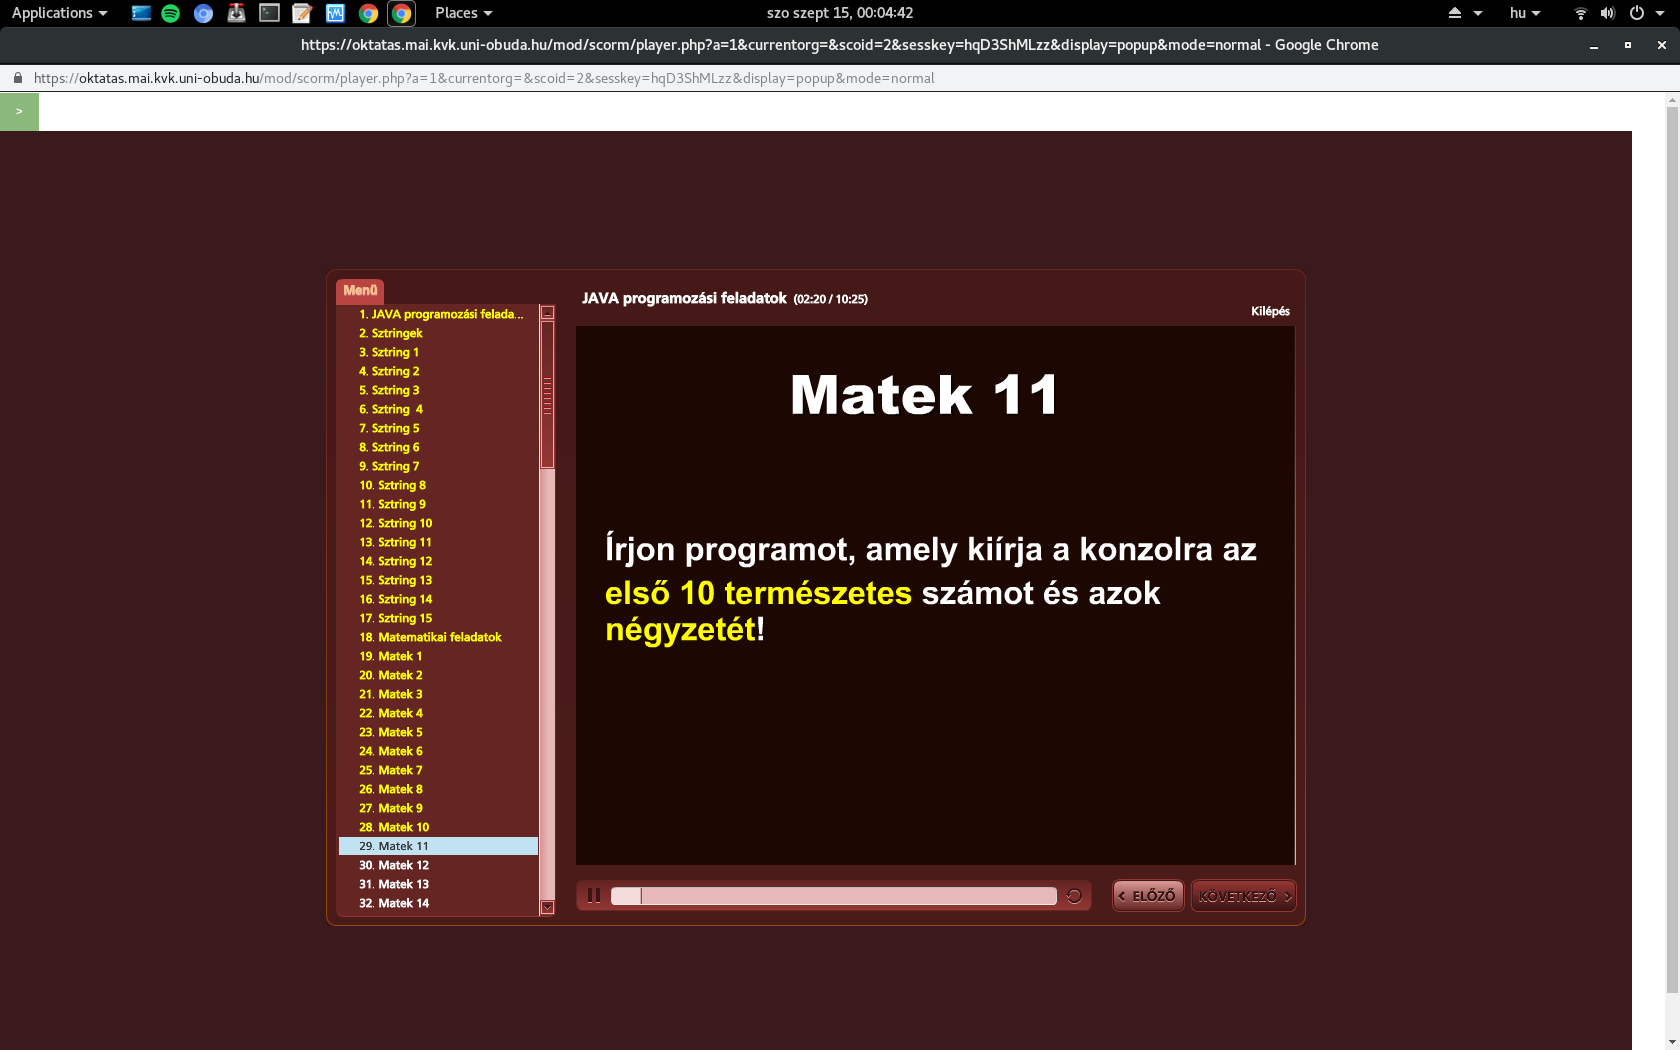 Applications
Places
szo szept 15, 00:04:42
hu
https://oktatas.mai.kvk.uni-obuda.hu/mod/scorm/player.php?a=1&currentorg=&scoid=2&sesskey=hqD3ShMLzz&display=popup&mode=normal - Google Chrome
https://oktatas.mai.kvk.uni-obuda.hu/mod/scorm/player.php?a=1&currentorg=&scoid=2&sesskey=hqD3ShMLzz&display=popup&mode=normal
>
Menü
1. JAVA programozási felada...
2. Sztringek
3. Sztring 1
4. Sztring 2
5. Sztring 3
6. Sztring 4
7. Sztring 5
8. Sztring 6
9. Sztring 7
10. Sztring 8
11. Sztring 9
12. Sztring 10
13. Sztring 11
14. Sztring 12
15. Sztring 13
16. Sztring 14
17. Sztring 15
18. Matematikai feladatok
19. Matek 1
20. Matek 2
21. Matek 3
22. Matek 4
23. Matek 5
24. Matek 6
25. Matek 7
26. Matek 8
27. Matek 9
28. Matek 10
29. Matek 11
30. Matek 12
31. Matek 13
32. Matek 14
JAVA programozási feladatok (02:20 / 10:25)
Kilépés
Matek 11
Írjon programot, amely kiírja a konzolra az
első 10 természetes számot és azok
négyzetét!
< ELŐZŐ
KÖVETKEZŐ >